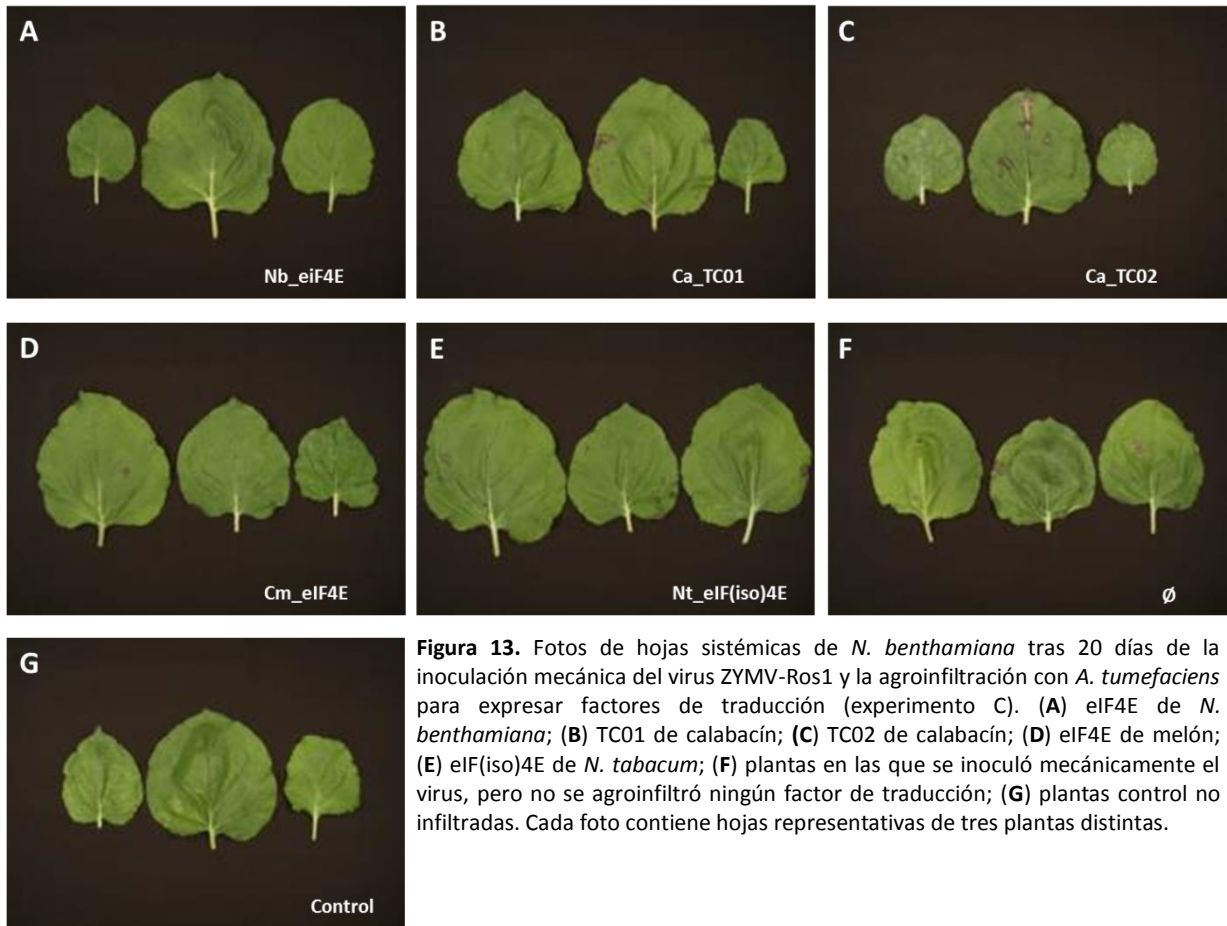 A
Nb_eiF4E
B
Ca_TC01
C
Ca_TC02
D
Cm_eIF4E
E
Nt_eIF(iso)4E
F
Ø
G
Control
Figura 13. Fotos de hojas sistémicas de N. benthamiana tras 20 días de la
inoculación mecánica del virus ZYMV-Ros1 y la agroinfiltración con A. tumefaciens
para expresar factores de traducción (experimento C). (A) eIF4E de N.
benthamiana; (B) TC01 de calabacín; (C) TC02 de calabacín; (D) eIF4E de melón;
(E) eIF(iso)4E de N. tabacum; (F) plantas en las que se inoculó mecánicamente el
virus, pero no se agroinfiltró ningún factor de traducción; (G) plantas control no
infiltradas. Cada foto contiene hojas representativas de tres plantas distintas.